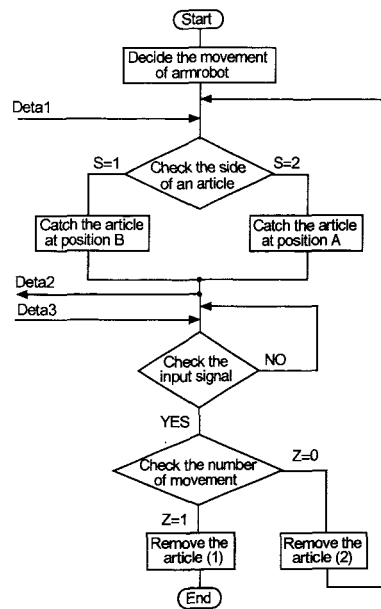 Start
Decide the movement
of armrobot
Deta1
S=1
Check the side
of an article
S=2
Catch the article
at position B
Catch the article
at position A
Deta2
Deta3
Check the
input signal
NO
YES
Check the number
of movement
Z=0
Z=1
Remove the
article (1)
Remove the
article (2)
End